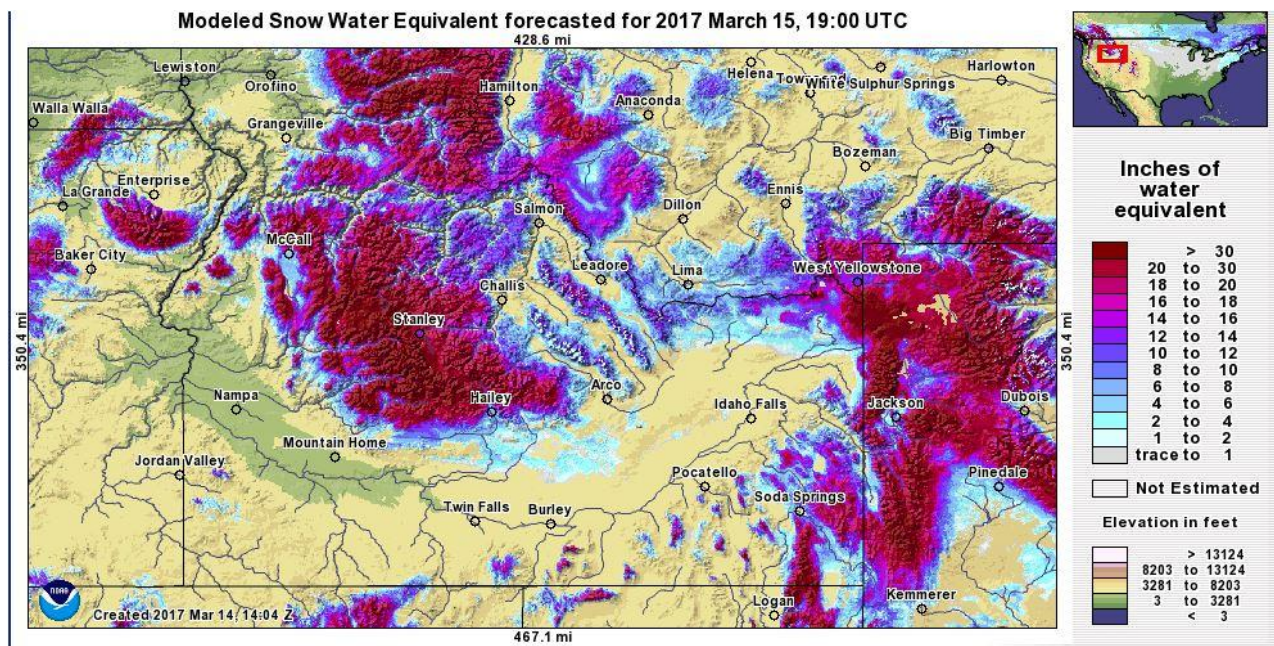 Modeled Snow Water Equivalent forecasted for 2017 March 15, 19:00 UTC
428.6 mi
Lewiston
Orofino
Hamilton
Helena
Townsend
White Sulphur Springs
Harlowton
Walla Walla
Anaconda
Grangeville
Big Timber
Bozeman
Enterprise
La Grande
Ennis
Dillon
Salmon
McCall
Baker City
Leadore
Lima
West Yellowstone
Challis
Stanley
350.4 mi
350.4 mi
Arco
Hailey
Nampa
Idaho Falls
Jackson
Dubois
Mountain Home
Jordan Valley
Pocatello
Pinedale
Soda Springs
Twin Falls
Burley
Logan
Kemmerer
NOAA
Created 2017 Mar 14, 14:04 Z
467.1 mi
Inches of
water
equivalent
> 30
20 to 30
18 to 20
16 to 18
14 to 16
12 to 14
10 to 12
8 to 10
6 to 8
4 to 6
2 to 4
1 to 2
trace to 1
Not Estimated
Elevation in feet
> 13124
8203 to 13124
3281 to 8203
3 to 3281
< 3